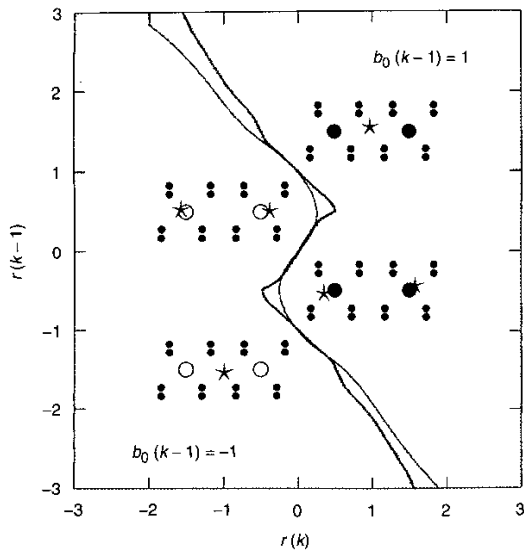 3
b₀ (k−1) = 1
2
1
r (k−1)
0
−1
−2
b₀ (k−1) = −1
−3
−3 −2 −1 0 1 2 3
r (k)